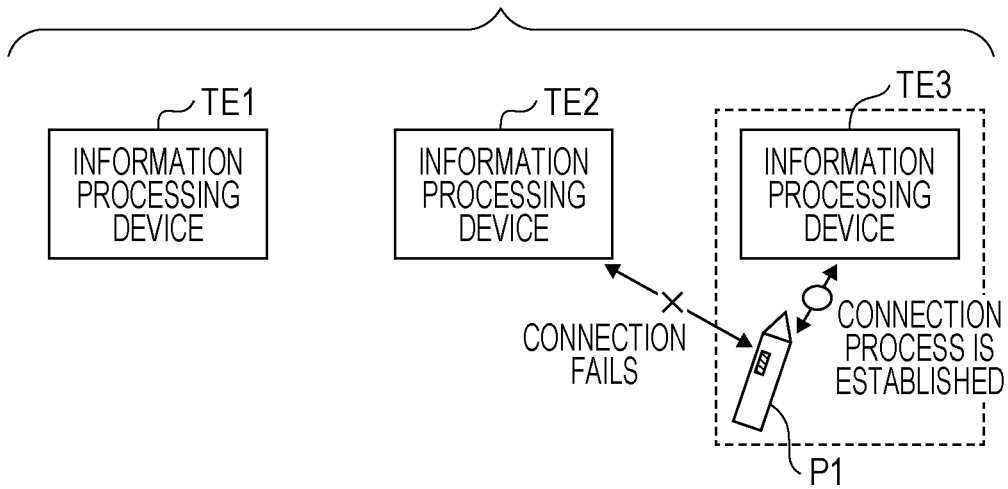 TE1
TE2
TE3
INFORMATION
PROCESSING
DEVICE
INFORMATION
PROCESSING
DEVICE
INFORMATION
PROCESSING
DEVICE
CONNECTION
FAILS
CONNECTION
PROCESS IS
ESTABLISHED
P1